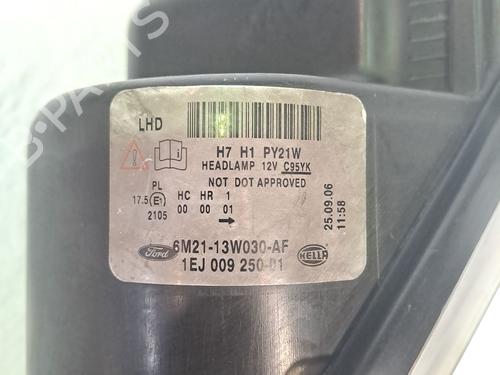 B-PARTS
LHD
H7 H1 PY21W
HEADLAMP 12V C95YK
NOT DOT APPROVED
PL HC HR 1
17.5 E1 00 00 01
2105
25.09.06
11:58
Ford 6M21-13W030-AF HELLA
1EJ 009 250-01